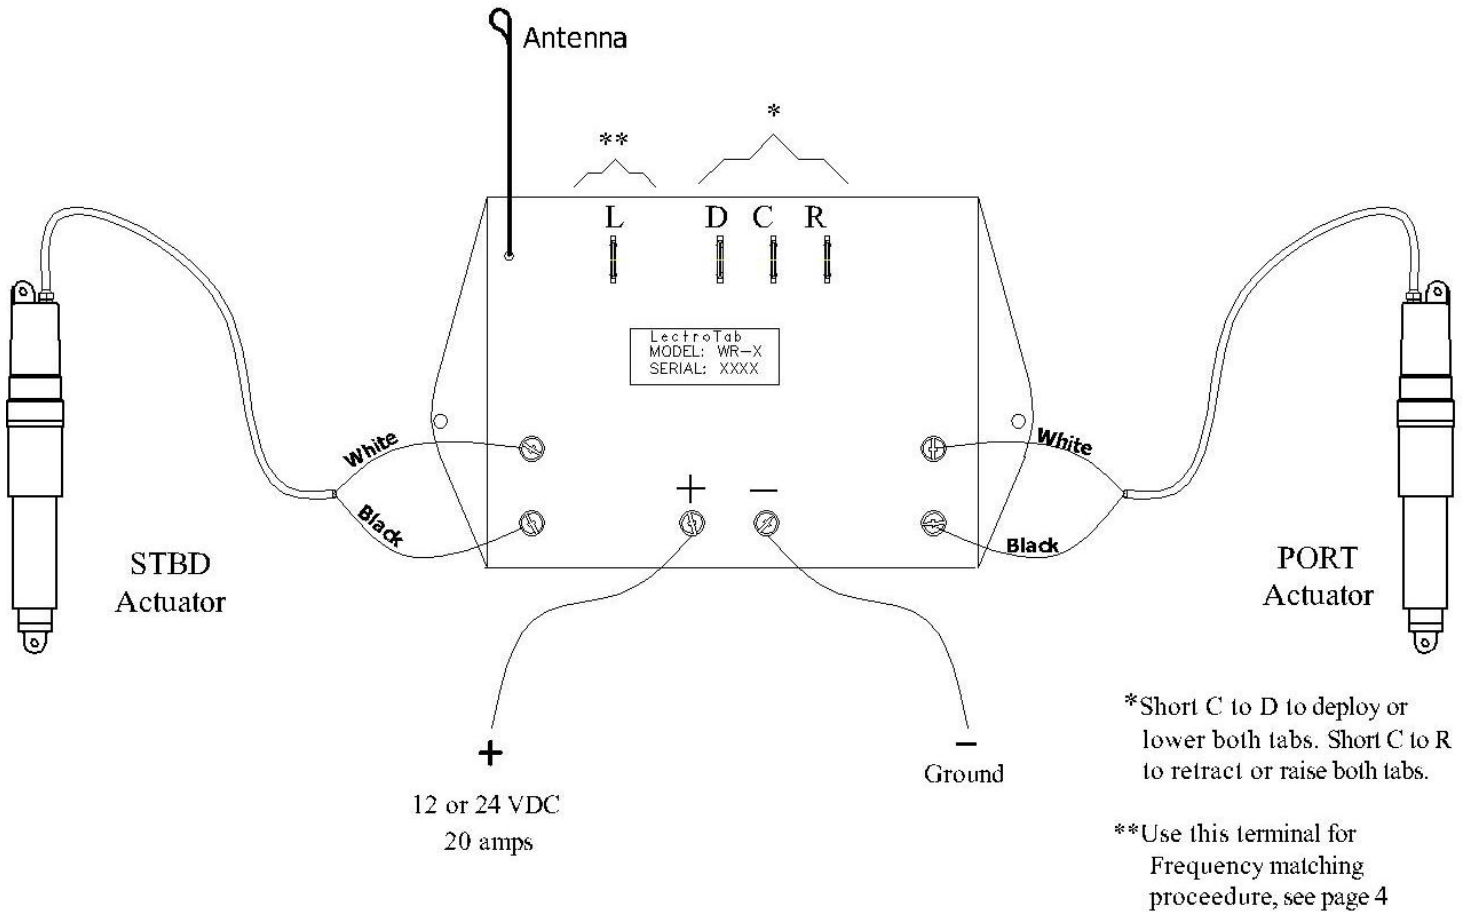 Antenna
**
*
L D C R
LectroTab
MODEL: WR-X
SERIAL: XXXX
White
White
+ −
Black
Black
STBD
Actuator
PORT
Actuator
+
−
12 or 24 VDC
20 amps
Ground
*Short C to D to deploy or
lower both tabs. Short C to R
to retract or raise both tabs.
**Use this terminal for
Frequency matching
proceedure, see page 4